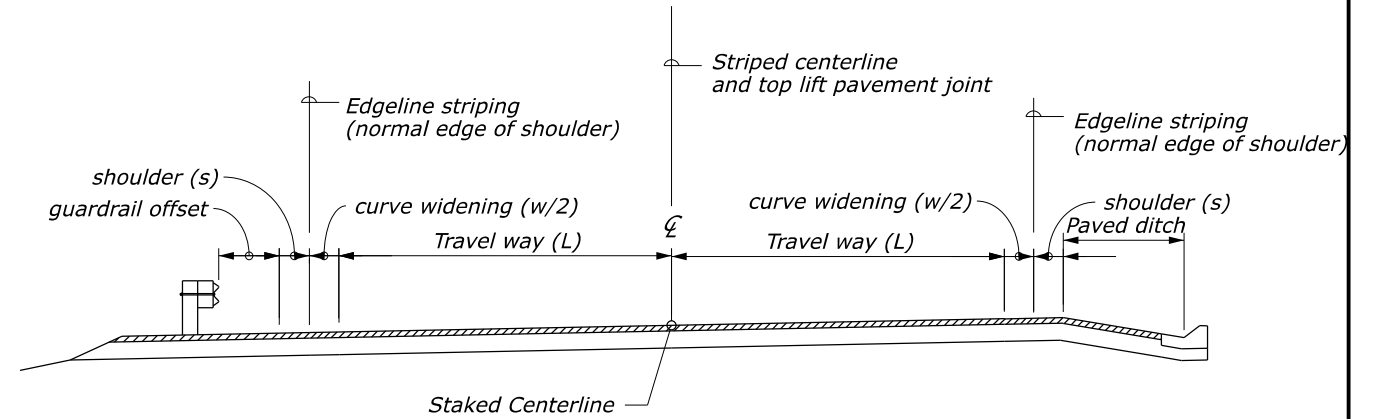 Striped centerline
and top lift pavement joint
Edgeline striping
(normal edge of shoulder)
Edgeline striping
(normal edge of shoulder)
shoulder (s)
guardrail offset
curve widening (w/2)
Travel way (L)
℄
curve widening (w/2)
Travel way (L)
shoulder (s)
Paved ditch
Staked Centerline